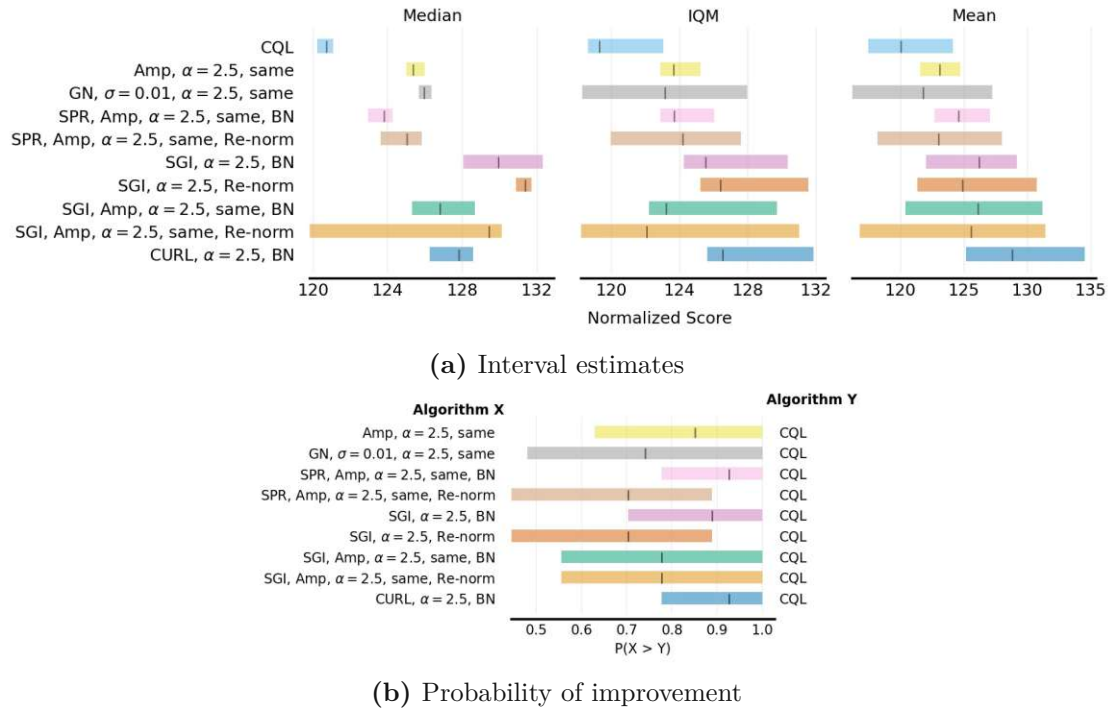 Median IQM Mean
CQL
Amp, α = 2.5, same
GN, σ = 0.01, α = 2.5, same
SPR, Amp, α = 2.5, same, BN
SPR, Amp, α = 2.5, same, Re-norm
SGI, α = 2.5, BN
SGI, α = 2.5, Re-norm
SGI, Amp, α = 2.5, same, BN
SGI, Amp, α = 2.5, same, Re-norm
CURL, α = 2.5, BN
120 124 128 132 120 124 128 132 120 125 130 135
Normalized Score
(a) Interval estimates
Algorithm X Algorithm Y
Amp, α = 2.5, same CQL
GN, σ = 0.01, α = 2.5, same CQL
SPR, Amp, α = 2.5, same, BN CQL
SPR, Amp, α = 2.5, same, Re-norm CQL
SGI, α = 2.5, BN CQL
SGI, α = 2.5, Re-norm CQL
SGI, Amp, α = 2.5, same, BN CQL
SGI, Amp, α = 2.5, same, Re-norm CQL
CURL, α = 2.5, BN CQL
0.5 0.6 0.7 0.8 0.9 1.0
P(X > Y)
(b) Probability of improvement